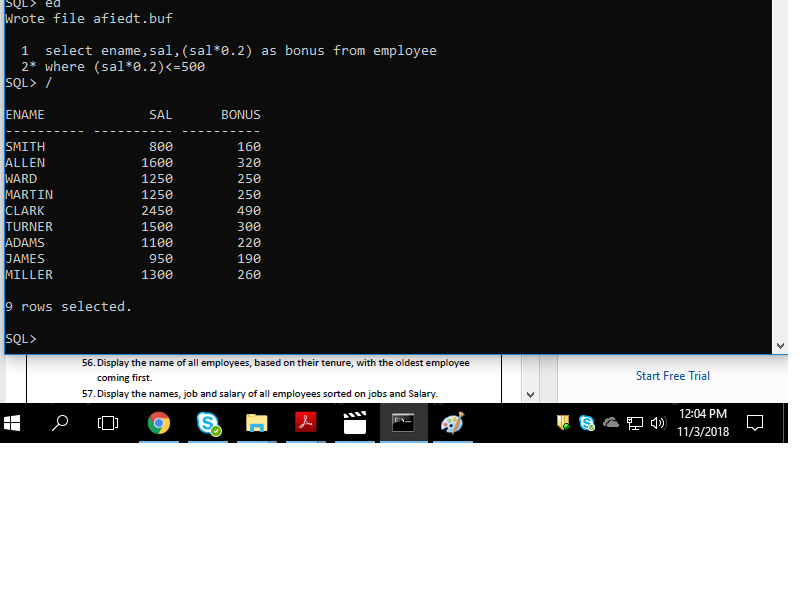 SQL> ed
Wrote file afiedt.buf
1 select ename,sal,(sal*0.2) as bonus from employee
2* where (sal*0.2)<=500
SQL> /
ENAME SAL BONUS
---------- ---------- ----------
SMITH 800 160
ALLEN 1600 320
WARD 1250 250
MARTIN 1250 250
CLARK 2450 490
TURNER 1500 300
ADAMS 1100 220
JAMES 950 190
MILLER 1300 260
9 rows selected.
SQL>
56. Display the name of all employees, based on their tenure, with the oldest employee
coming first.
57. Display the names, job and salary of all employees sorted on jobs and Salary.
Start Free Trial
12:04 PM
11/3/2018